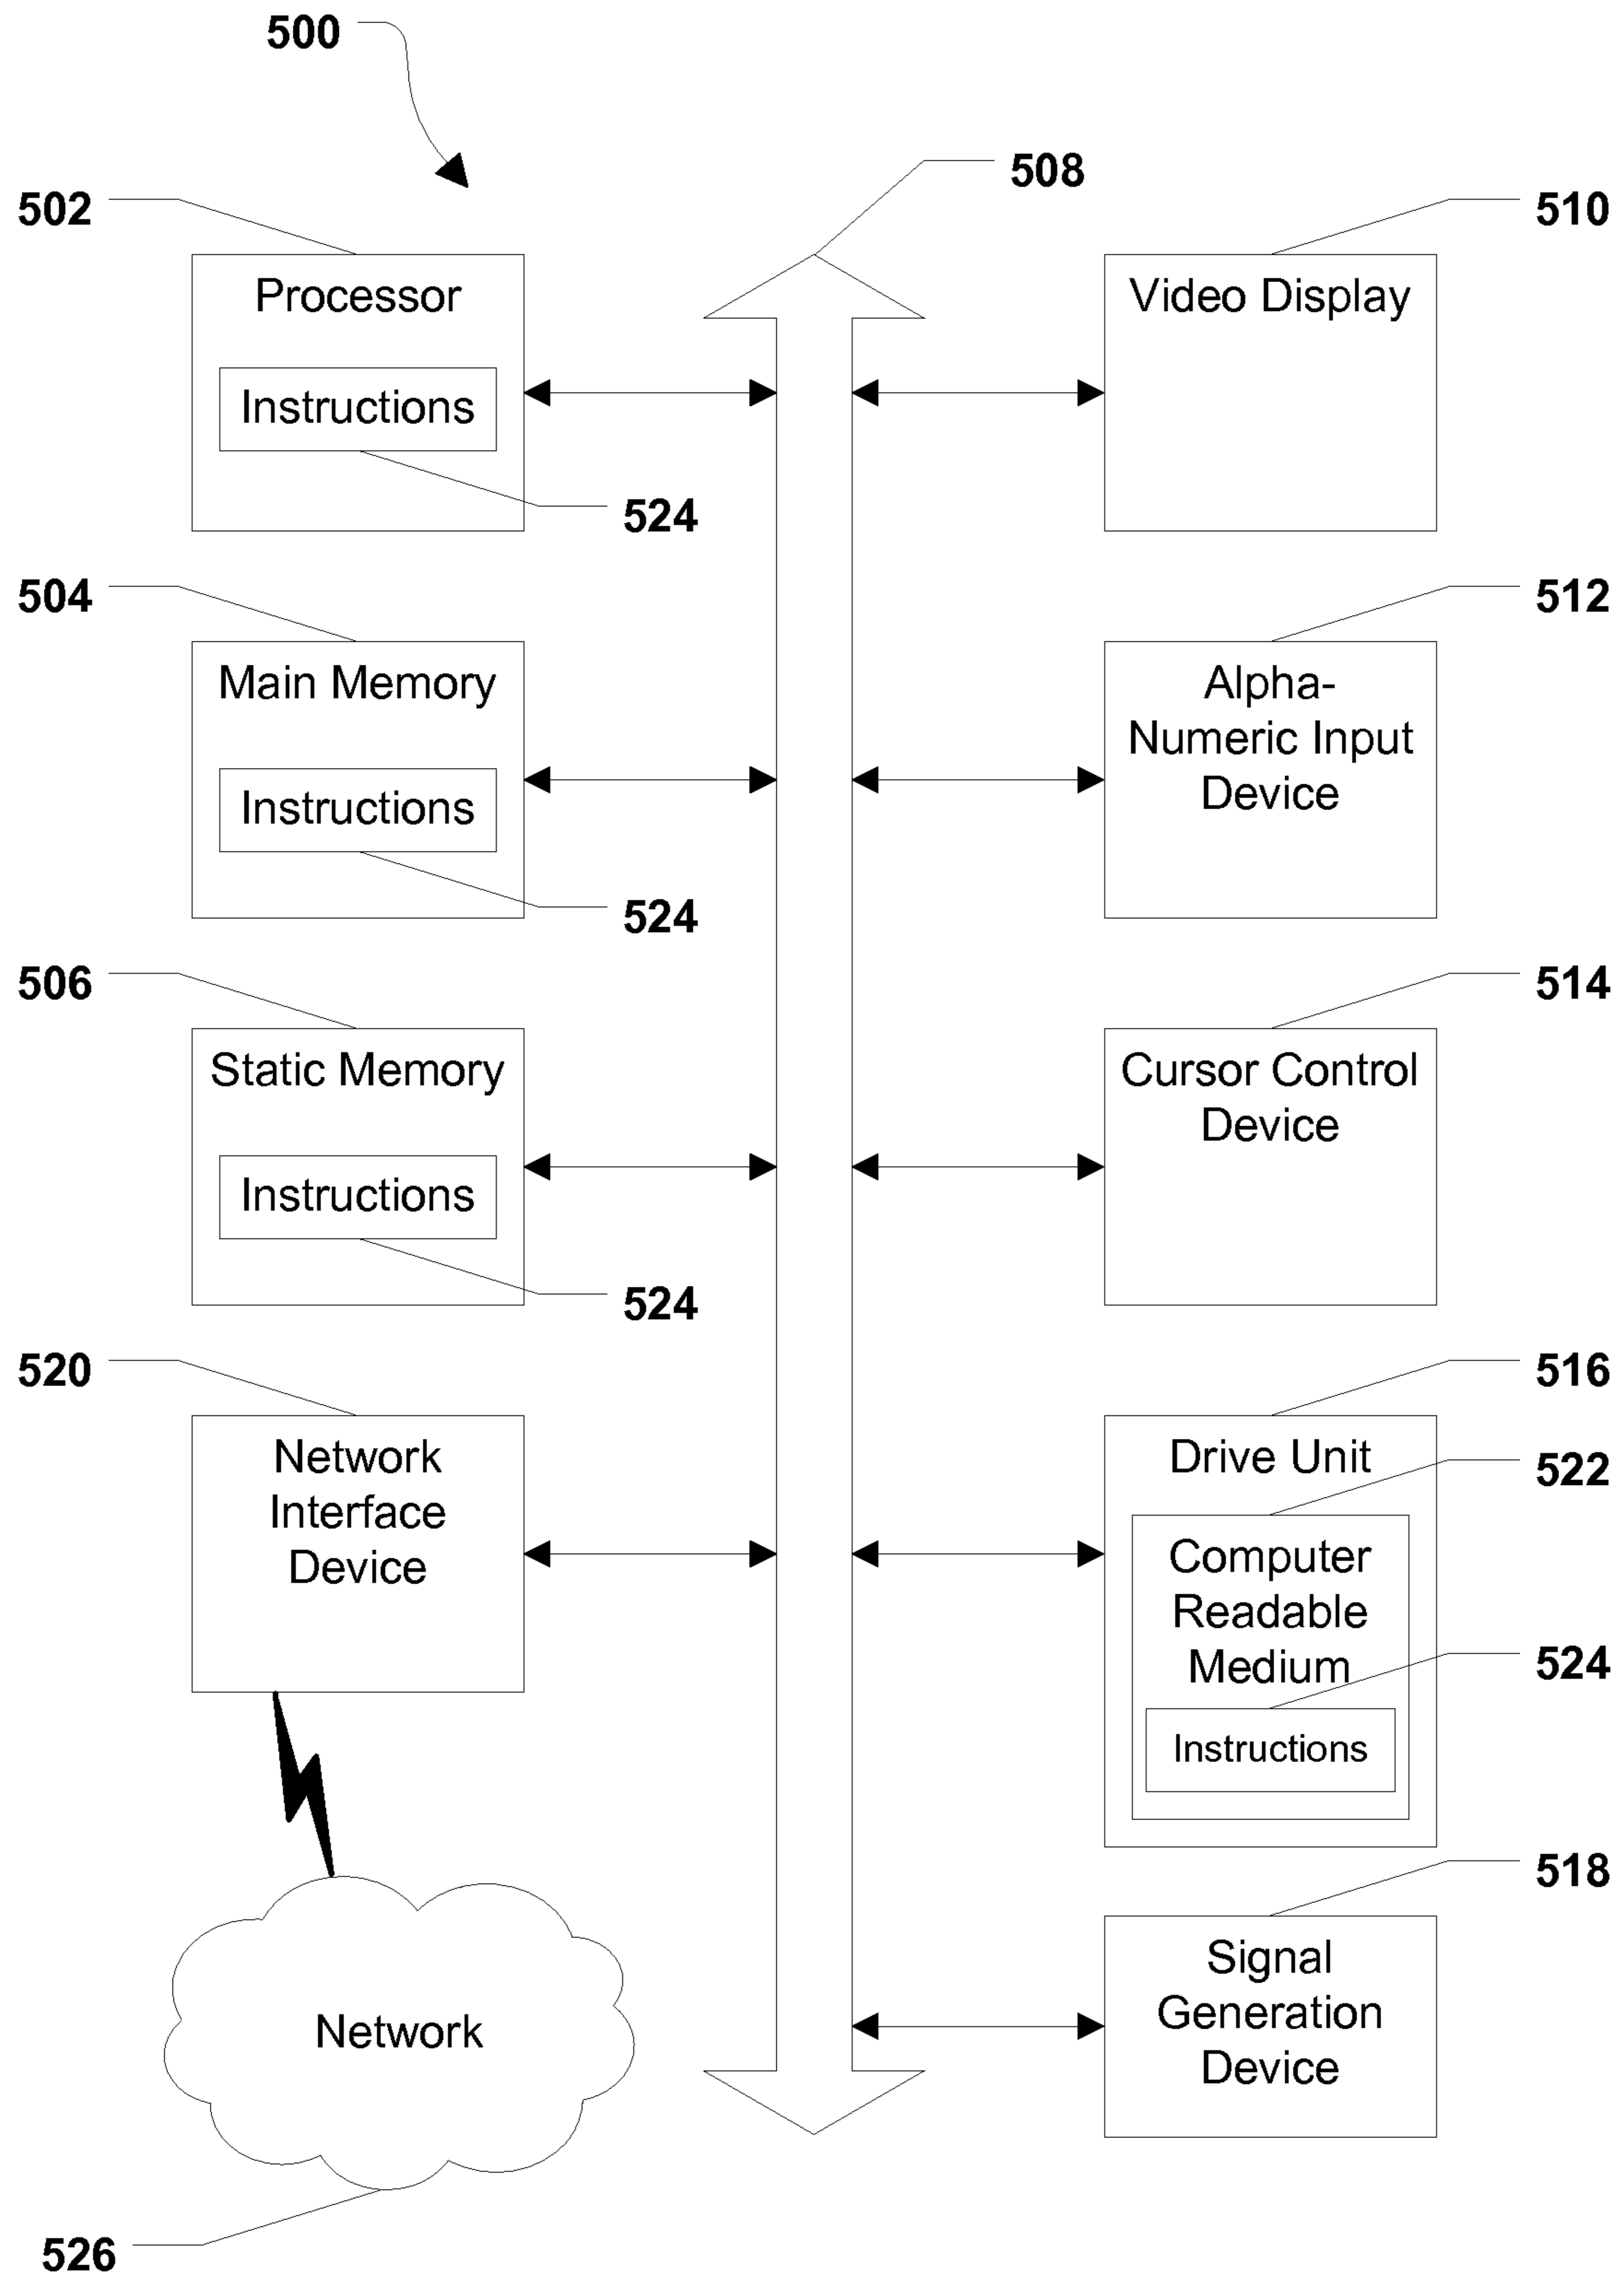 500
508
502
510
Processor
Instructions
524
Video Display
504
512
Main Memory
Instructions
524
Alpha-
Numeric Input
Device
506
514
Static Memory
Instructions
524
Cursor Control
Device
520
516
Network
Interface
Device
Drive Unit
522
Computer
Readable
Medium
524
Instructions
518
Signal
Generation
Device
Network
526